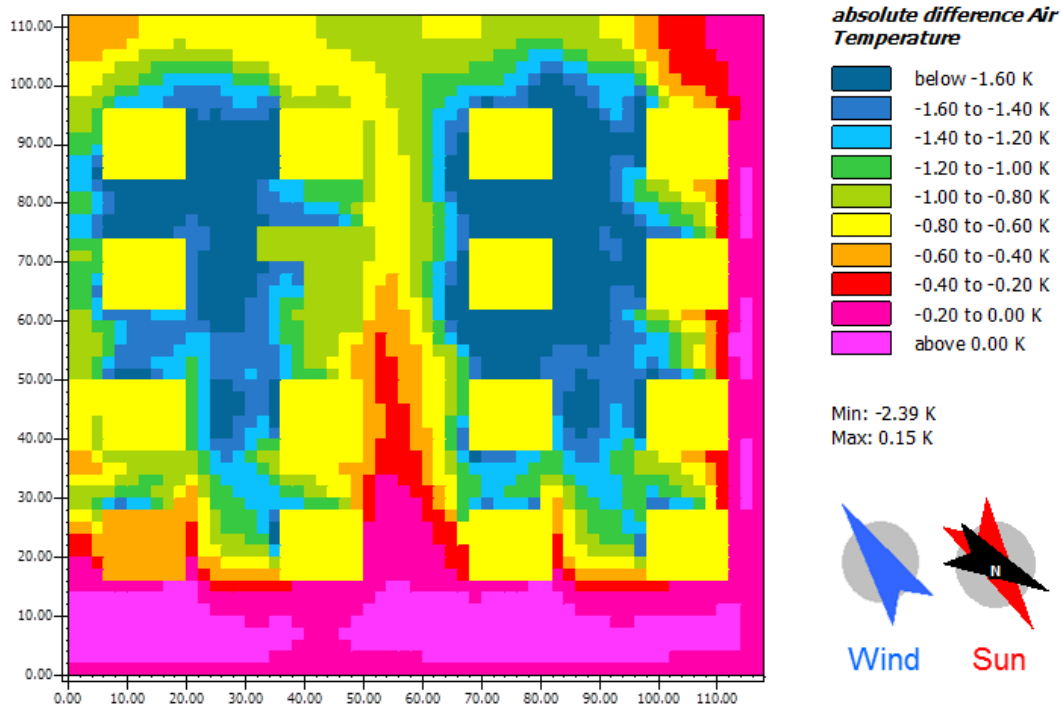 absolute difference Air
Temperature
below -1.60 K
-1.60 to -1.40 K
-1.40 to -1.20 K
-1.20 to -1.00 K
-1.00 to -0.80 K
-0.80 to -0.60 K
-0.60 to -0.40 K
-0.40 to -0.20 K
-0.20 to 0.00 K
above 0.00 K
Min: -2.39 K
Max: 0.15 K
N
Wind
Sun
110.00
100.00
90.00
80.00
70.00
60.00
50.00
40.00
30.00
20.00
10.00
0.00
0.00 10.00 20.00 30.00 40.00 50.00 60.00 70.00 80.00 90.00 100.00 110.00